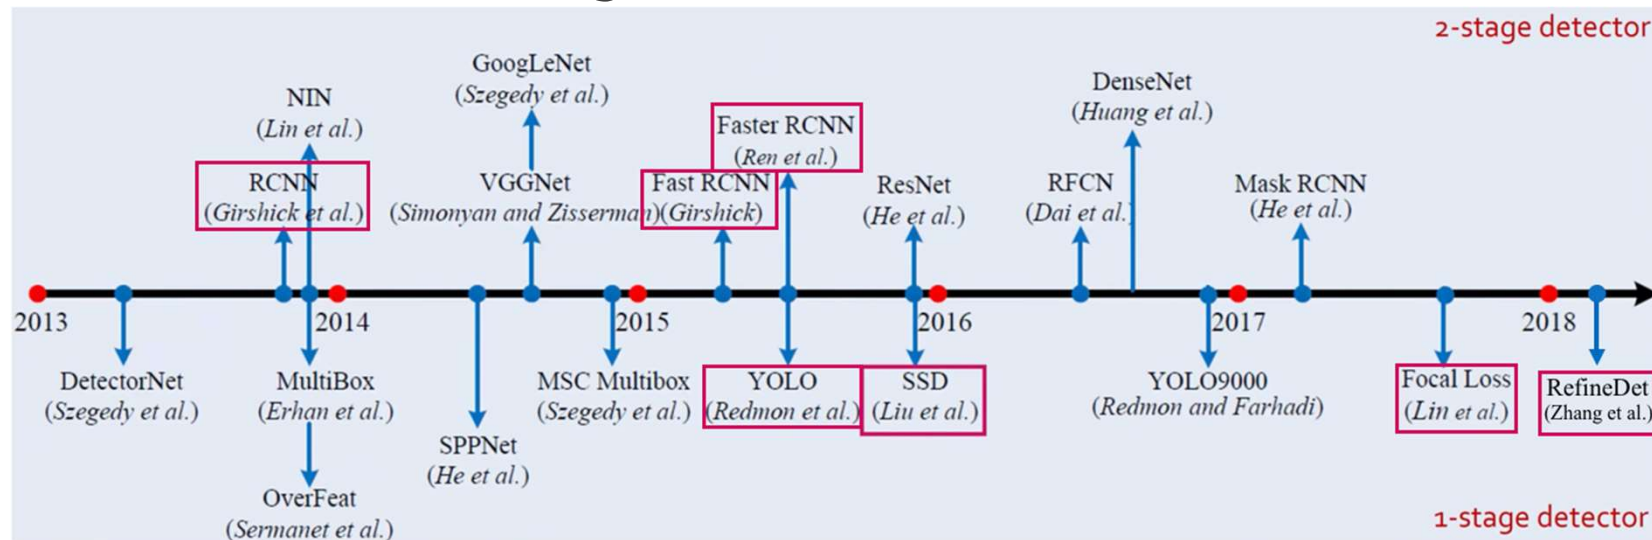 2-stage detector
GoogLeNet
(Szegedy et al.)
DenseNet
(Huang et al.)
NIN
(Lin et al.)
Faster RCNN
(Ren et al.)
RCNN
(Girshick et al.)
VGGNet
(Simonyan and Zisserman)
Fast RCNN
(Girshick)
ResNet
(He et al.)
RFCN
(Dai et al.)
Mask RCNN
(He et al.)
2013
2014
2015
2016
2017
2018
DetectorNet
(Szegedy et al.)
MultiBox
(Erhan et al.)
MSC Multibox
(Szegedy et al.)
YOLO
(Redmon et al.)
SSD
(Liu et al.)
YOLO9000
(Redmon and Farhadi)
Focal Loss
(Lin et al.)
RefineDet
(Zhang et al.)
SPPNet
(He et al.)
OverFeat
(Sermanet et al.)
1-stage detector